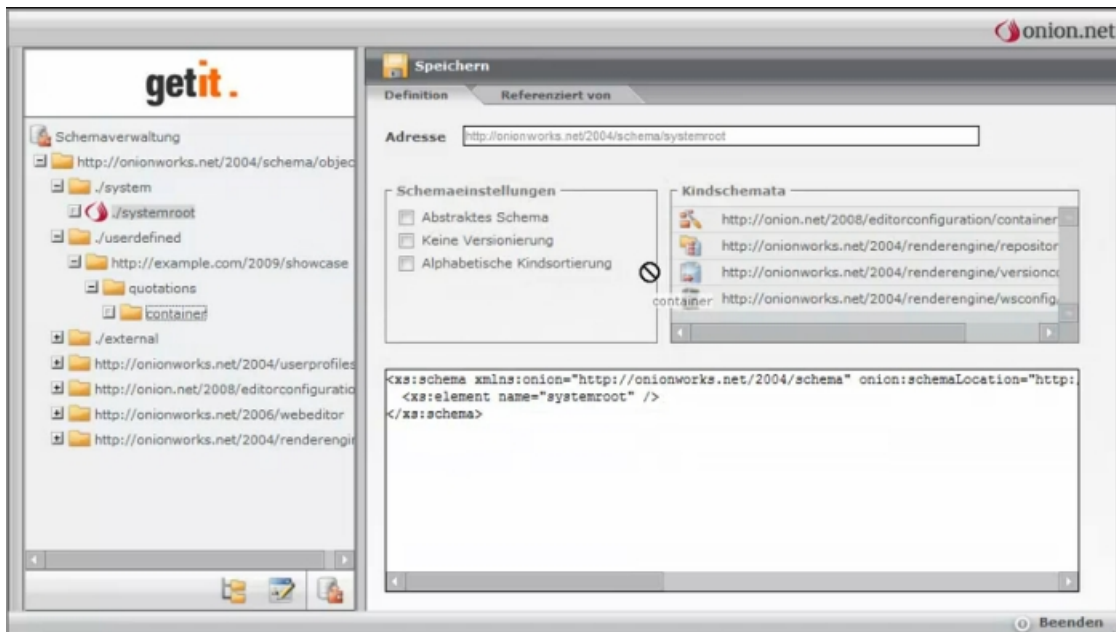 onion.net
getit.
Speichern
Definition
Referenziert von
Adresse http://onionworks.net/2004/schema/systemroot
Schemaverwaltung
http://onionworks.net/2004/schema/objec
./system
./systemroot
./userdefined
http://example.com/2009/showcase
quotations
container
./external
http://onionworks.net/2004/userprofiles
http://onion.net/2008/editorconfiguratio
http://onionworks.net/2006/webeditor
http://onionworks.net/2004/renderengin
Schemaeinstellungen
Abstraktes Schema
Keine Versionierung
Alphabetische Kindsortierung
Kindschemata
http://onion.net/2008/editorconfiguration/container
http://onionworks.net/2004/renderengine/repositor
http://onionworks.net/2004/renderengine/versionco
container
http://onionworks.net/2004/renderengine/wsconfig
<xs:schema xmlns:onion="http://onionworks.net/2004/schema" onion:schemaLocation="http:/
<xs:element name="systemroot" />
</xs:schema>
Beenden